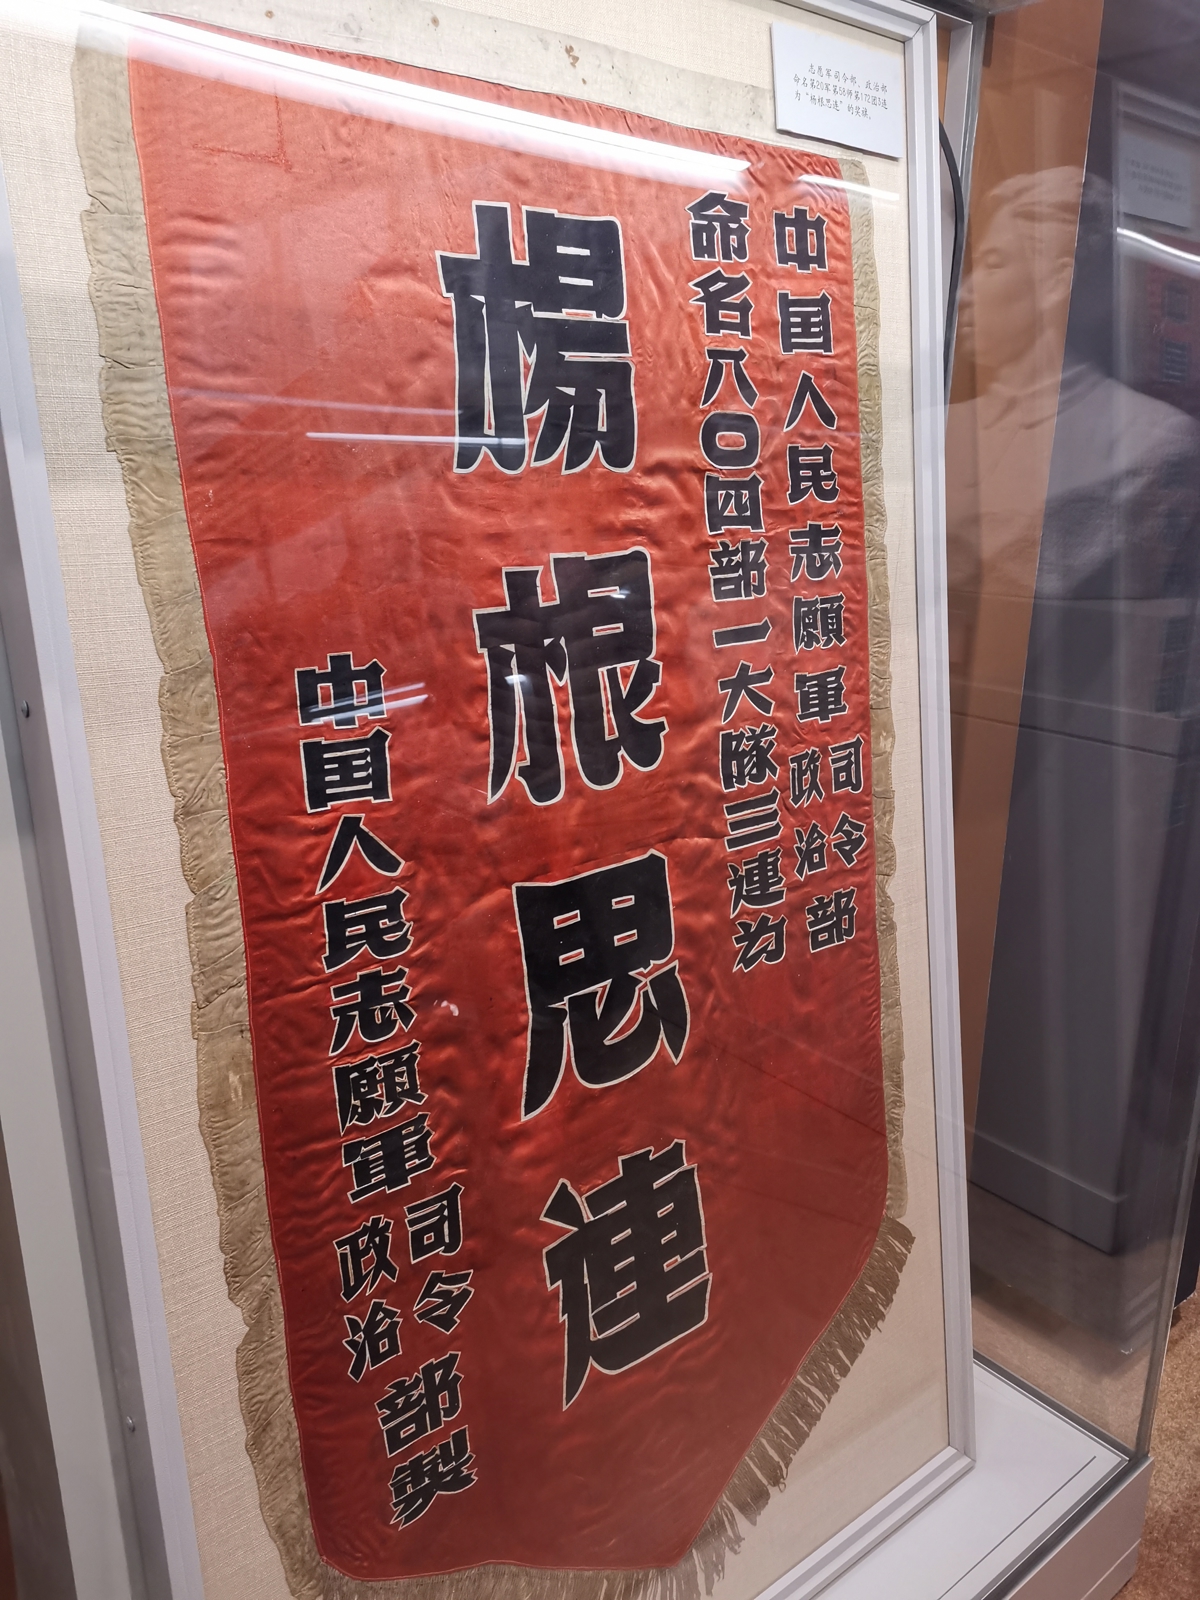 志愿军司令部、政治部
命名第20军第58师第172团3连
为“杨根思连”的奖旗。
中国人民志願軍司令政治部
命名八〇四部一大隊三連为
楊根思連
中国人民志願軍司令政治部製